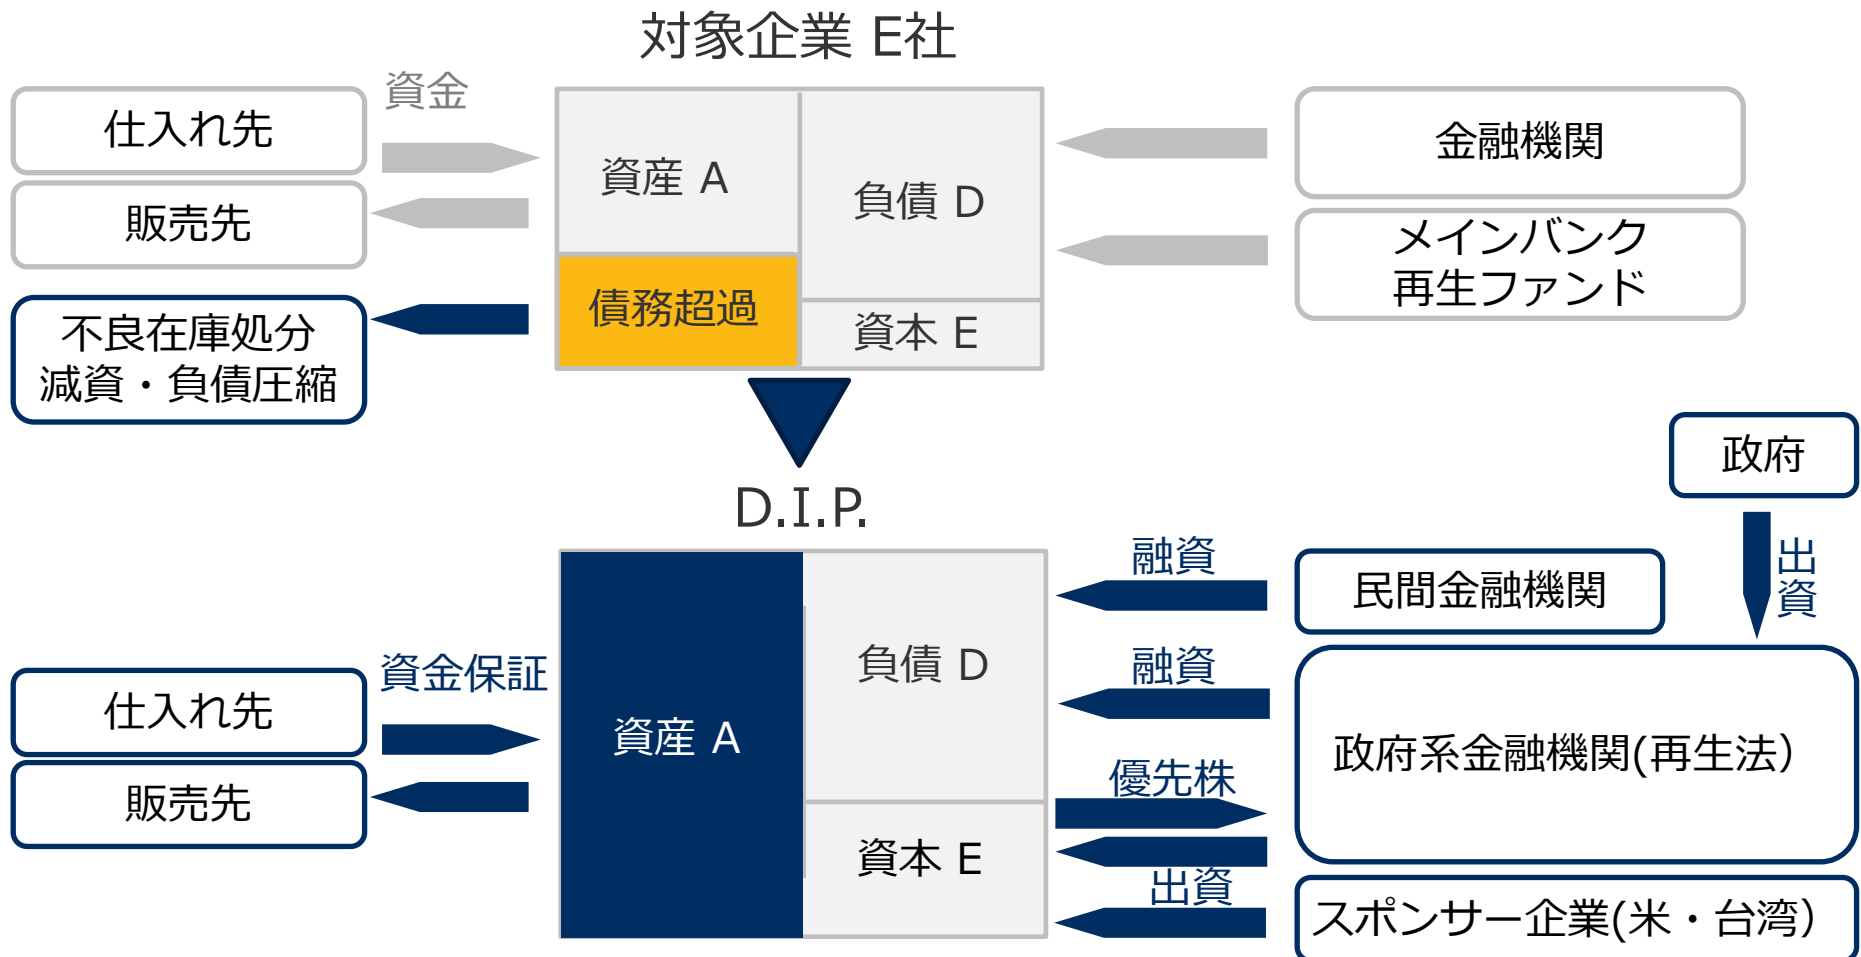 対象企業 E社
資金
仕入れ先
販売先
不良在庫処分
減資・負債圧縮
資産 A
債務超過
負債 D
資本 E
金融機関
メインバンク
再生ファンド
政府
出資
D.I.P.
資金保証
仕入れ先
販売先
資産 A
負債 D
資本 E
融資
民間金融機関
融資
優先株
政府系金融機関(再生法）
出資
スポンサー企業(米・台湾）